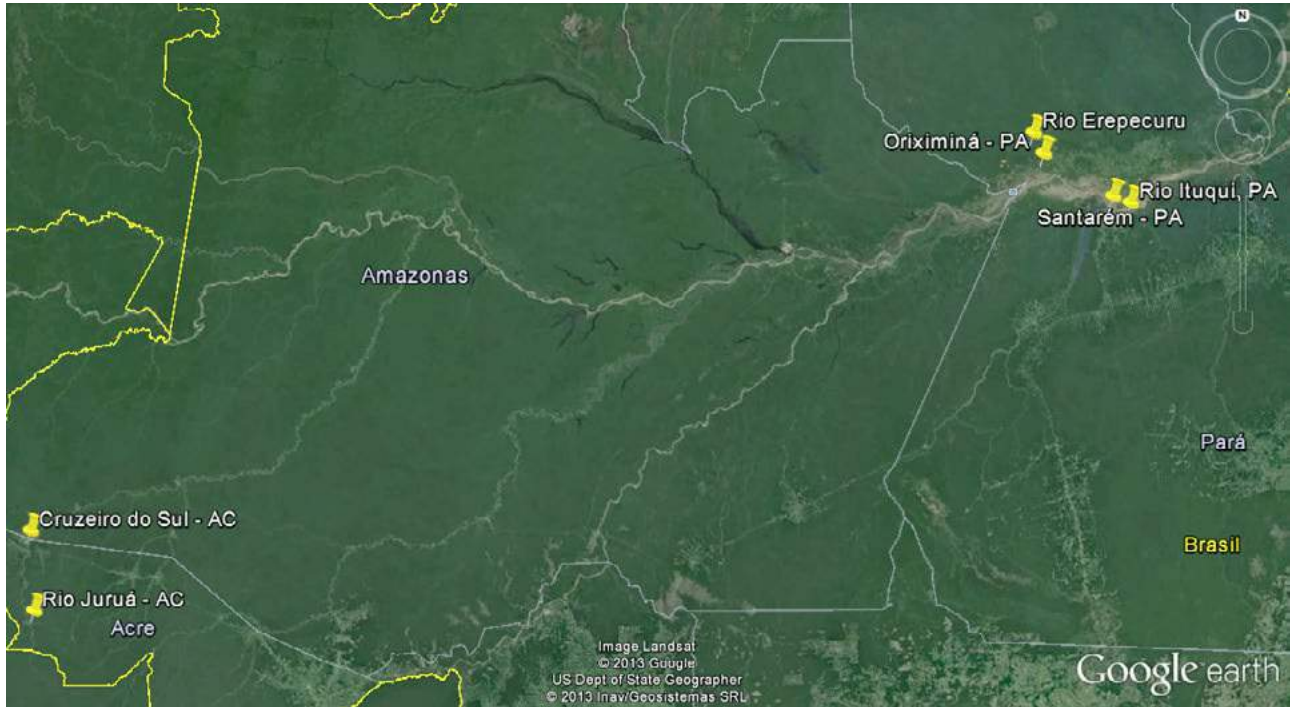 N
Rio Erepecuru
Oriximiná - PA
Rio Ituqui, PA
Santarém - PA
Amazonas
Pará
Cruzeiro do Sul - AC
Brasil
Rio Juruá - AC
Acre
Image Landsat
© 2013 Google
US Dept of State Geographer
© 2013 Inav/Geosistemas SRL
Google earth